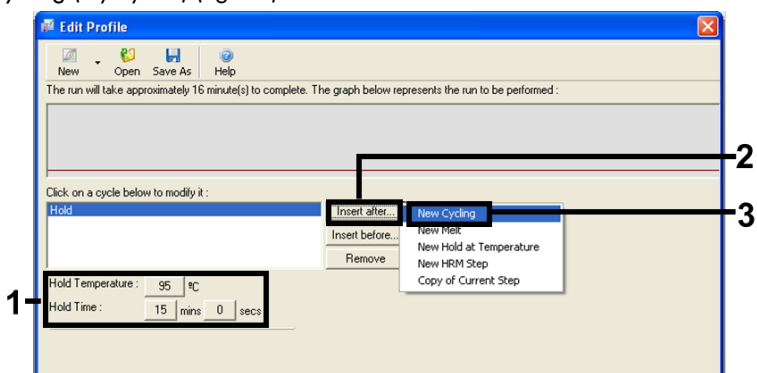 Edit Profile
New Open Save As Help
The run will take approximately 16 minute(s) to complete. The graph below represents the run to be performed :
2
Click on a cycle below to modify it :
Hold
Insert after...
New Cycling
3
Insert before...
New Melt
New Hold at Temperature
Remove
New HRM Step
Copy of Current Step
1
Hold Temperature : 95 ºC
Hold Time : 15 mins 0 secs